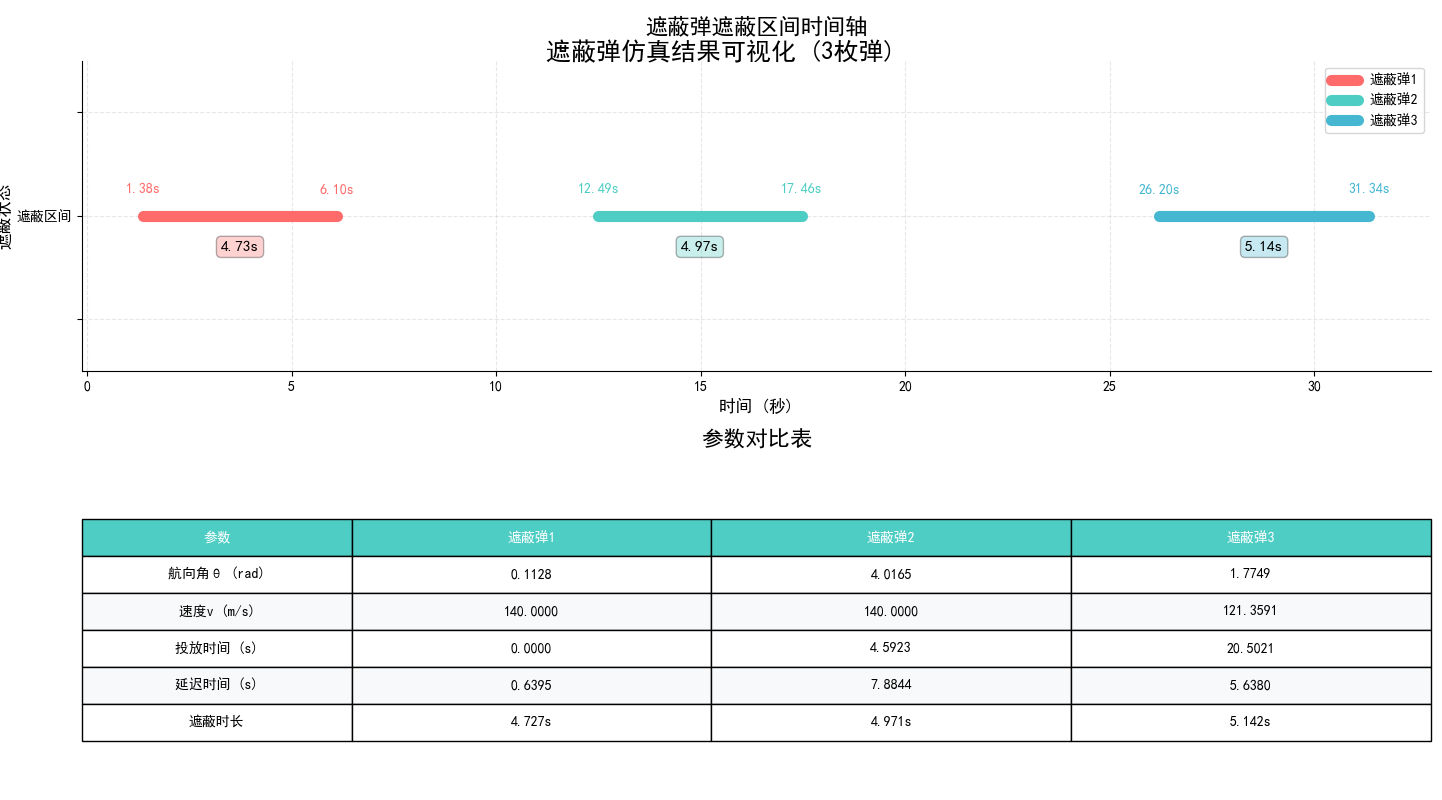 遮蔽弹遮蔽区间时间轴
遮蔽弹仿真结果可视化 (3枚弹)
遮蔽弹1
遮蔽弹2
遮蔽弹3
遮蔽状态
遮蔽区间
1.38s 6.10s 12.49s 17.46s 26.20s 31.34s
4.73s 4.97s 5.14s
0 5 10 15 20 25 30
时间 (秒)
参数对比表
参数 遮蔽弹1 遮蔽弹2 遮蔽弹3
航向角θ (rad) 0.1128 4.0165 1.7749
速度v (m/s) 140.0000 140.0000 121.3591
投放时间 (s) 0.0000 4.5923 20.5021
延迟时间 (s) 0.6395 7.8844 5.6380
遮蔽时长 4.727s 4.971s 5.142s